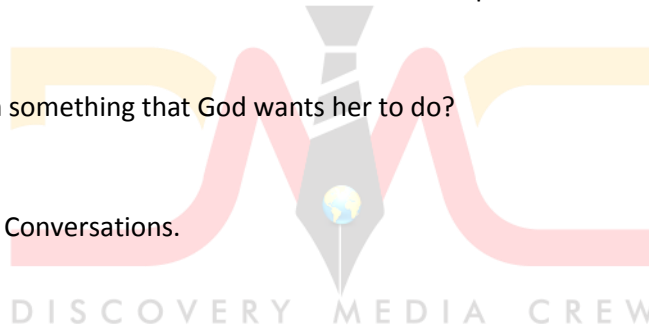 something that God wants her to do?
Conversations.
DISCOVERY MEDIA CREW